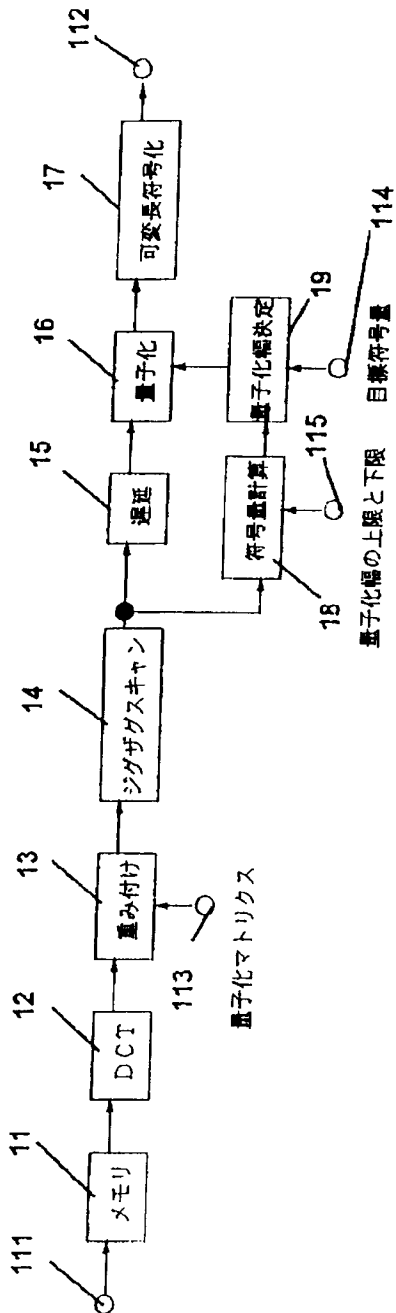 111
11
メモリ
12
DCT
13
重み付け
113
量子化マトリクス
14
ジグザグスキャン
15
遅延
16
量子化
17
可変長符号化
112
18
符号量計算
115
量子化幅の上限と下限
19
量子化幅決定
114
目標符号量